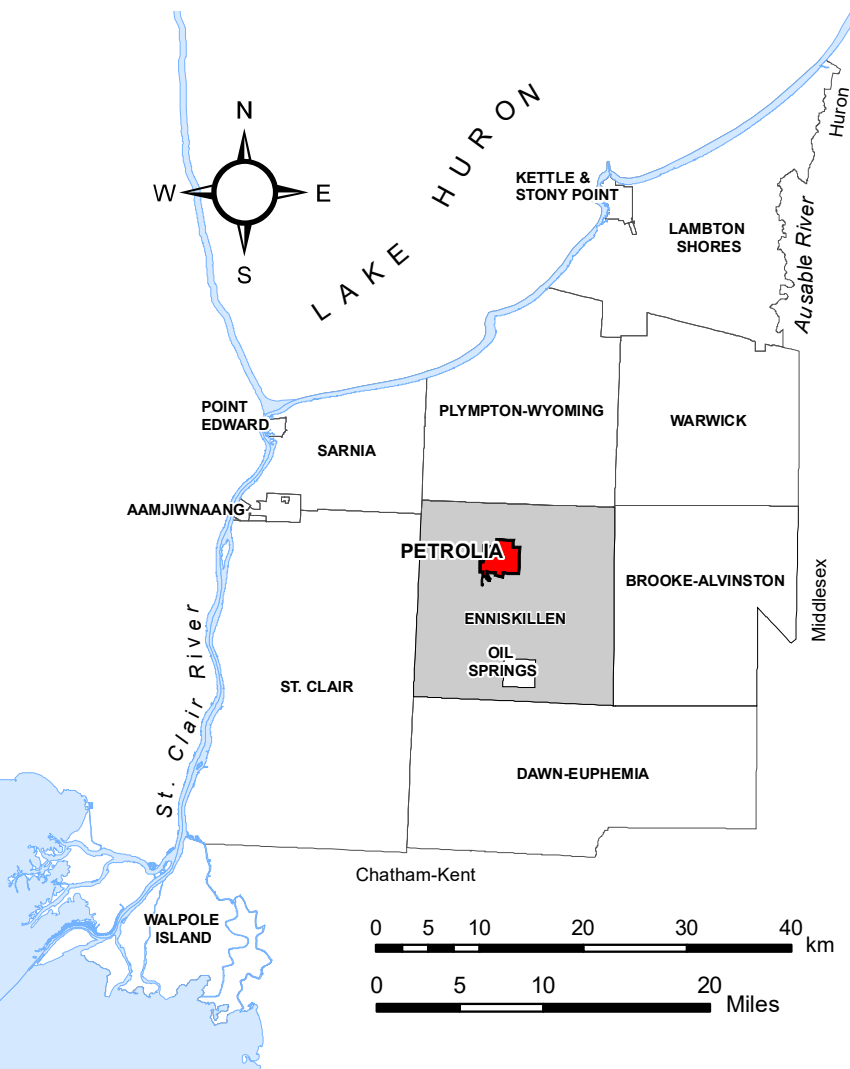 N
W
E
S
LAKE HURON
KETTLE &
STONY POINT
LAMBTON
SHORES
Huron
Ausable River
POINT
EDWARD
SARNIA
PLYMPTON-WYOMING
WARWICK
AAMJIWNAANG
PETROLIA
BROOKE-ALVINSTON
Middlesex
ENNISKILLEN
OIL
SPRINGS
ST. CLAIR
St. Clair River
DAWN-EUPHEMIA
Chatham-Kent
WALPOLE
ISLAND
0 5 10 20 30 40
km
0 5 10 20
Miles